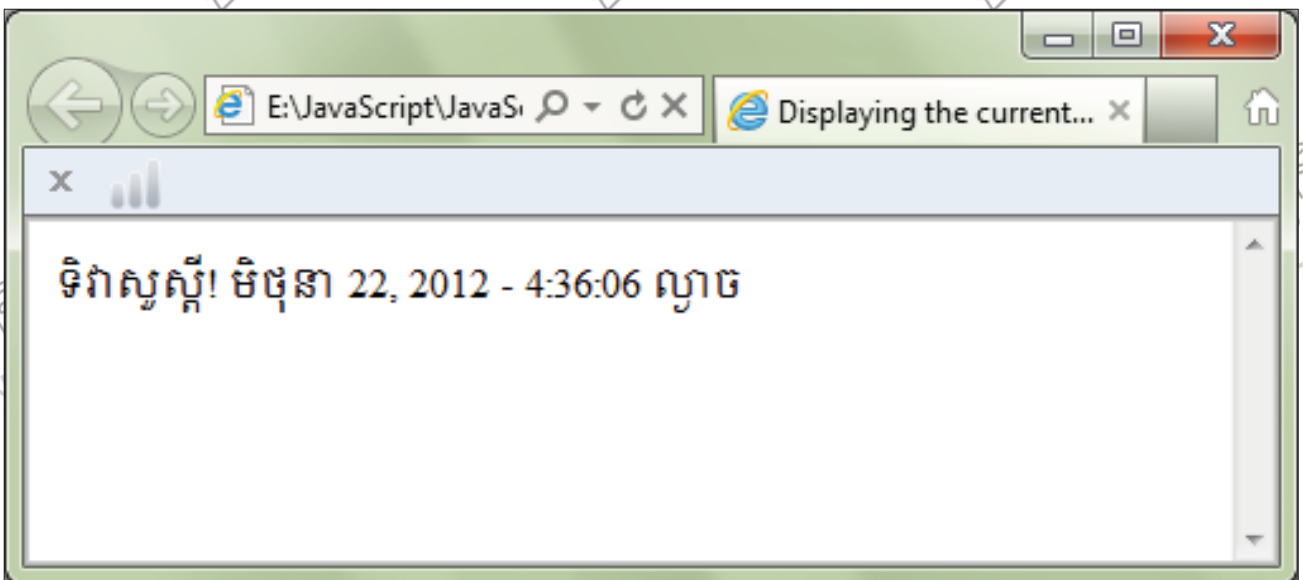 E:\JavaScript\JavaS
Displaying the current...
ទិវាសួស្តី! មិថុនា 22, 2012 - 4:36:06 ល្ងាច